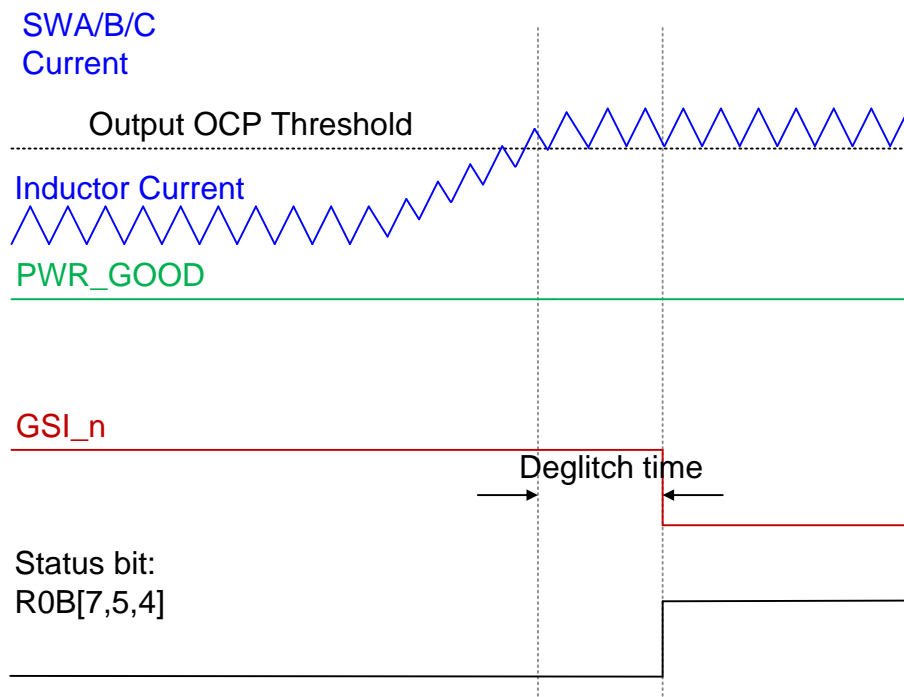 SWA/B/C
Current
Output OCP Threshold
Inductor Current
PWR_GOOD
GSI_n
Deglitch time
Status bit:
R0B[7,5,4]